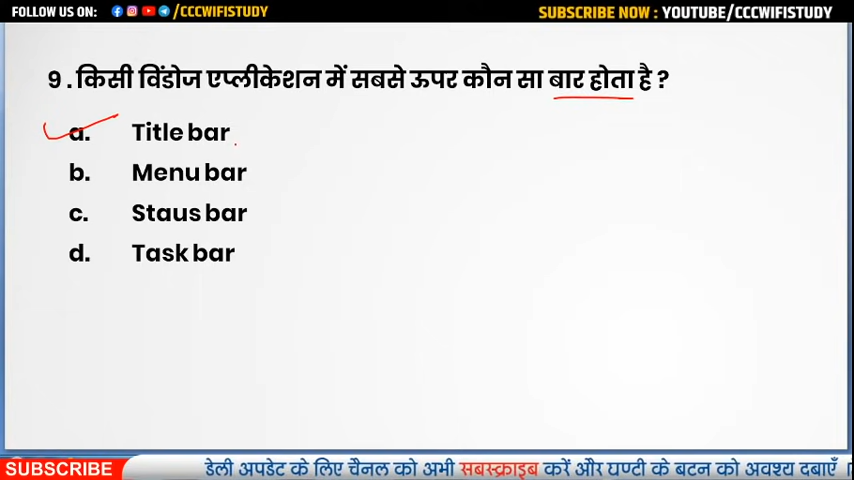 FOLLOW US ON: /CCCWIFISTUDY
SUBSCRIBE NOW : YOUTUBE/CCCWIFISTUDY
9 . किसी विंडोज एप्लीकेशन में सबसे ऊपर कौन सा बार होता है ?
a. Title bar
b. Menu bar
c. Staus bar
d. Task bar
SUBSCRIBE डेली अपडेट के लिए चैनल को अभी सबस्क्राइब करें और घण्टी के बटन को अवश्य दबाएँ